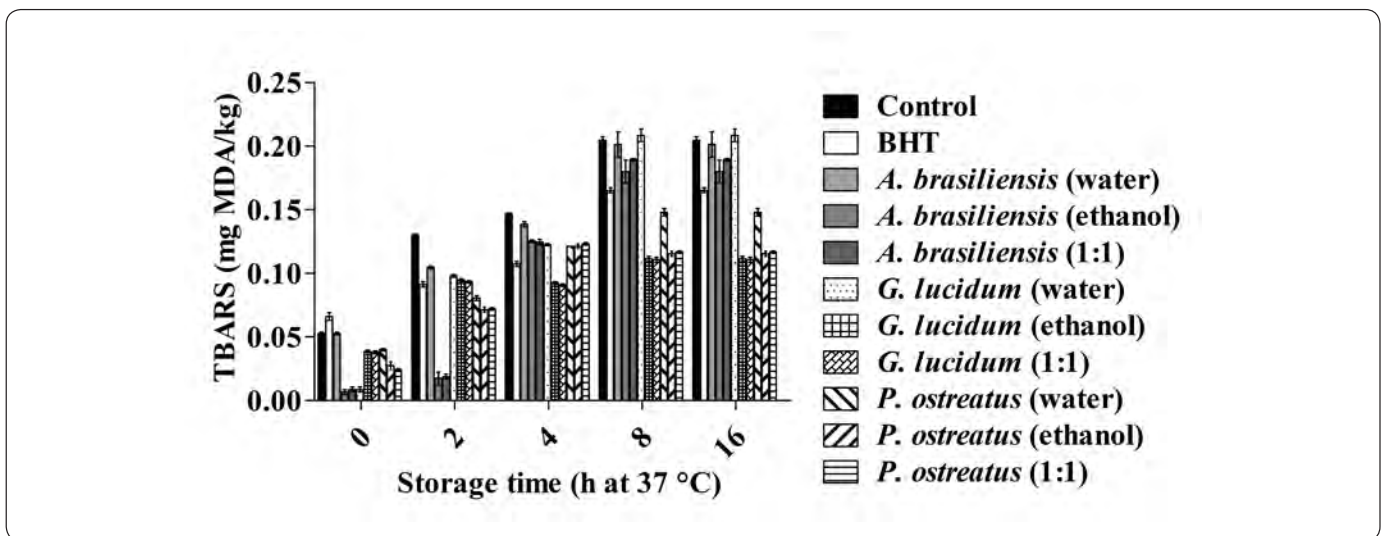 TBARS (mg MDA/kg)
0.25
0.20
0.15
0.10
0.05
0.00
0
2
4
8
16
Storage time (h at 37 °C)
Control
BHT
A. brasiliensis (water)
A. brasiliensis (ethanol)
A. brasiliensis (1:1)
G. lucidum (water)
G. lucidum (ethanol)
G. lucidum (1:1)
P. ostreatus (water)
P. ostreatus (ethanol)
P. ostreatus (1:1)